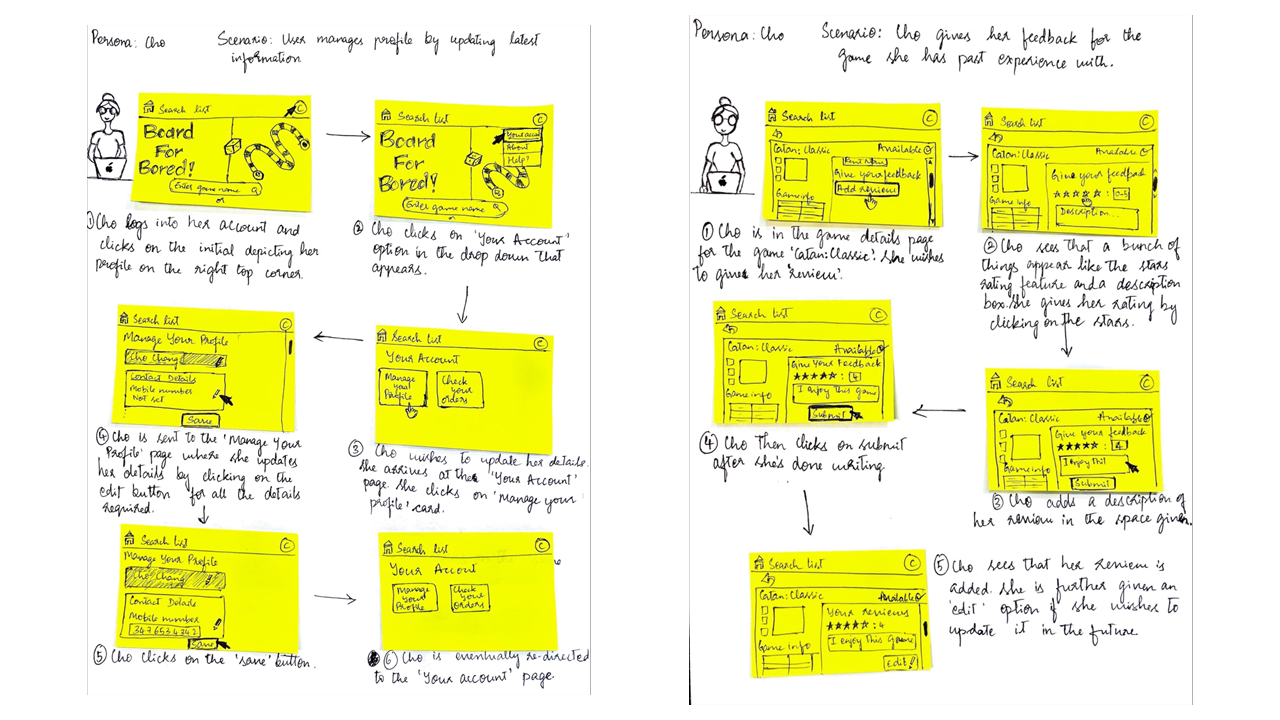 Persona: Cho
Scenario: User manages profile by updating latest
information
Search list
C
Board
For
Bored!
Enter game name
or
① Cho logs into her account and
clicks on the initial depicting her
profile on the right top corner.
Search list
C
Board
For
Bored!
Your accou
About
Help?
Enter game name
or
② Cho clicks on 'Your Account'
option in the drop down that
appears.
Search list
C
Your Account
Manage
your
Profile
Check
your
orders
③ Cho wishes to update her details.
She arrives at the 'Your Account'
page. She clicks on 'Manage your
profile' card.
Search list
C
Manage Your Profile
Cho Chang
Contact Details
Mobile number
Not set
Save
④ Cho is sent to the 'Manage Your
Profile' page where she updates
her details by clicking on the
edit button for all the details
required.
Search list
C
Manage Your Profile
Cho Chang
Contact Details
Mobile number
Save
⑤ Cho clicks on the 'save' button.
Search list
C
Your Account
Manage
your
Profile
Check
your
Orders
⑥ Cho is eventually re-directed
to the 'Your account' page.
Persona: Cho
Scenario: Cho gives her feedback for the
game she has past experience with.
Search list
C
Catan: Classic
Available
Give your feedback
Add review
Game info
① Cho is in the game details page
for the game 'Catan: Classic'. She wishes
to give her 'review'.
Search list
C
Catan: Classic
Available
Give your feedback
: 0-5
Description...
Game info
② Cho sees that a bunch of
things appear like the stars
rating feature and a description
box. She gives her rating by
clicking on the stars.
Search list
C
Catan: Classic
Available
Give your feedback
: 4
I enjoy thi
Game info
Submit
③ Cho adds a description of
her review in the space given.
Search list
C
Catan: Classic
Available
Give Your Feedback
: 4
I enjoy this game
Game info
Submit
④ Cho then clicks on submit
after she's done writing.
Search list
C
Catan: Classic
Available
Your reviews
: 4
I enjoy this game
Game Info
Edit
⑤ Cho sees that her review is
added. She is further given an
'edit' option if she wishes to
update it in the future